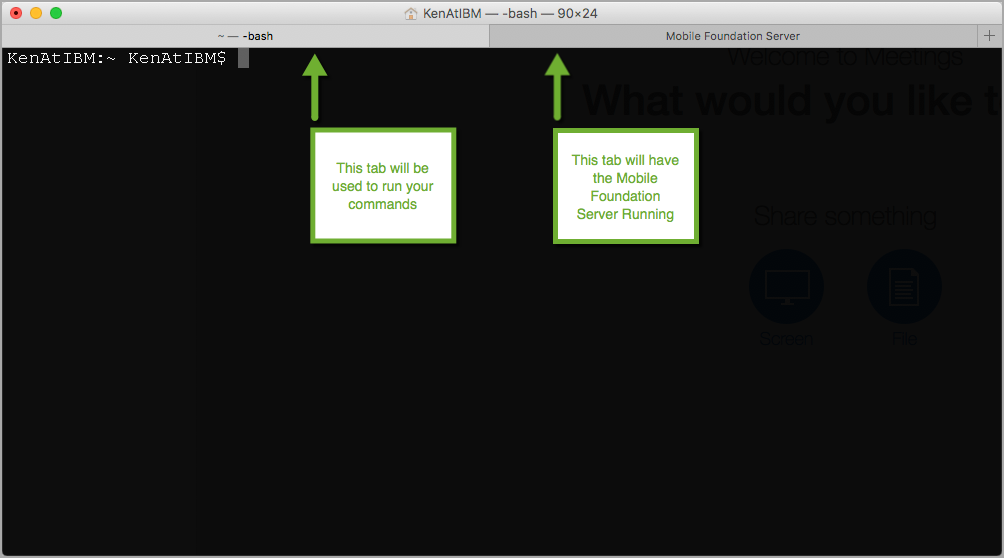 KenAtIBM — -bash — 90×24
~ — -bash
Mobile Foundation Server
KenAtIBM:~ KenAtIBM$
Welcome to Meetings
What would you like t
This tab will be
used to run your
commands
This tab will have
the Mobile
Foundation
Server Running
Share something
Screen
File